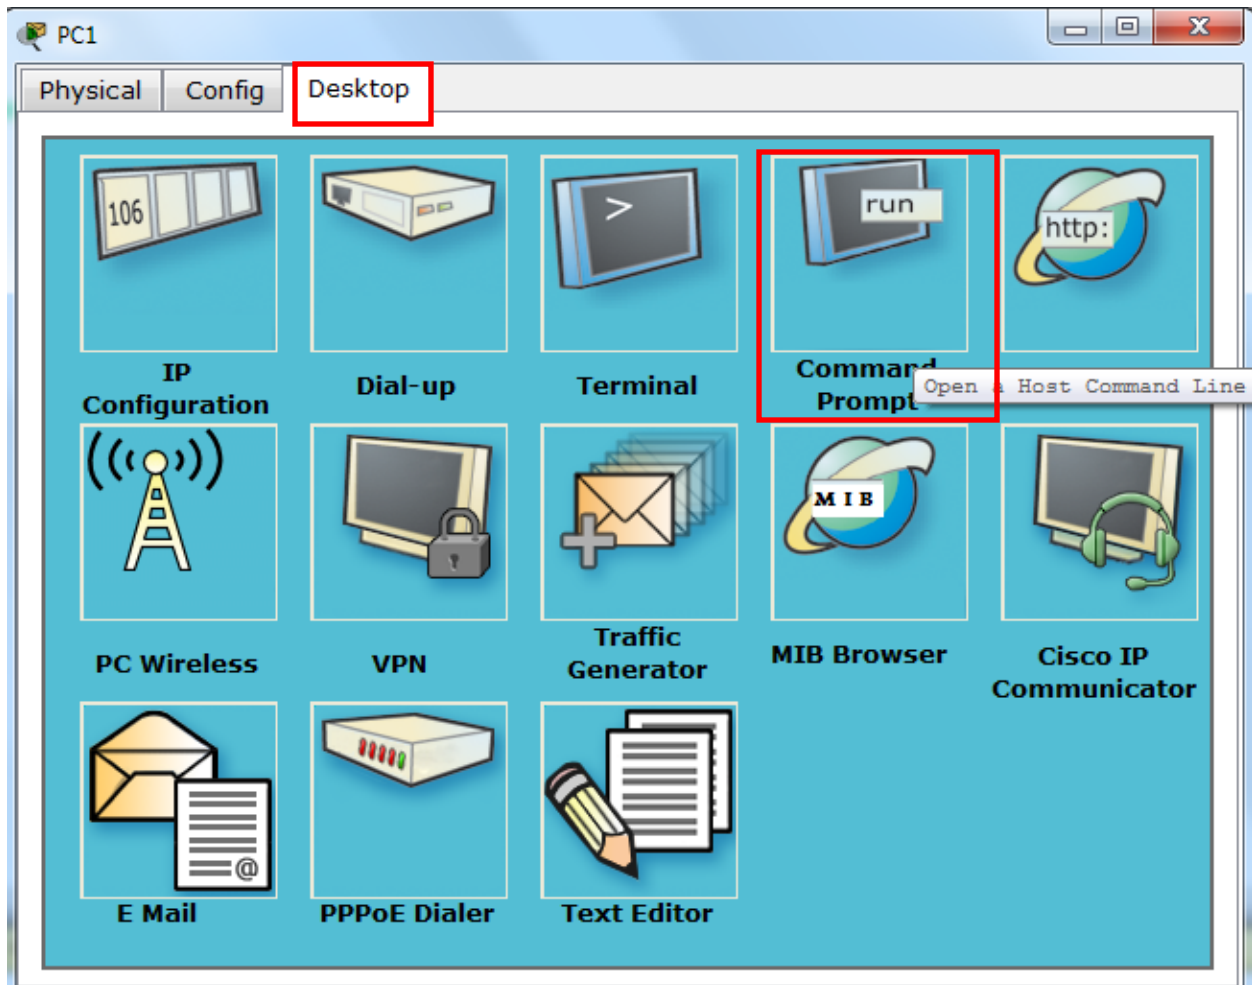 PC1
Physical Config Desktop
106
>
run
http:
IP
Configuration
Dial-up
Terminal
Command
Prompt
Open a Host Command Line
MIB
PC Wireless
VPN
Traffic
Generator
MIB Browser
Cisco IP
Communicator
@
E Mail
PPPoE Dialer
Text Editor